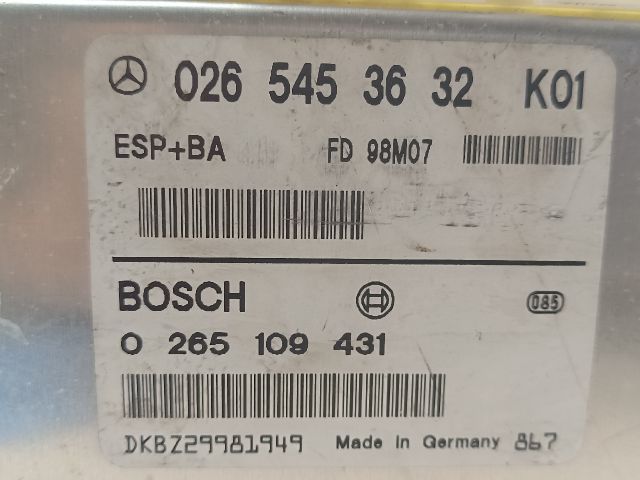 026 545 36 32 K01
ESP+BA FD 98M07
BOSCH 085
0 265 109 431
DKBZ29981949 Made in Germany 867